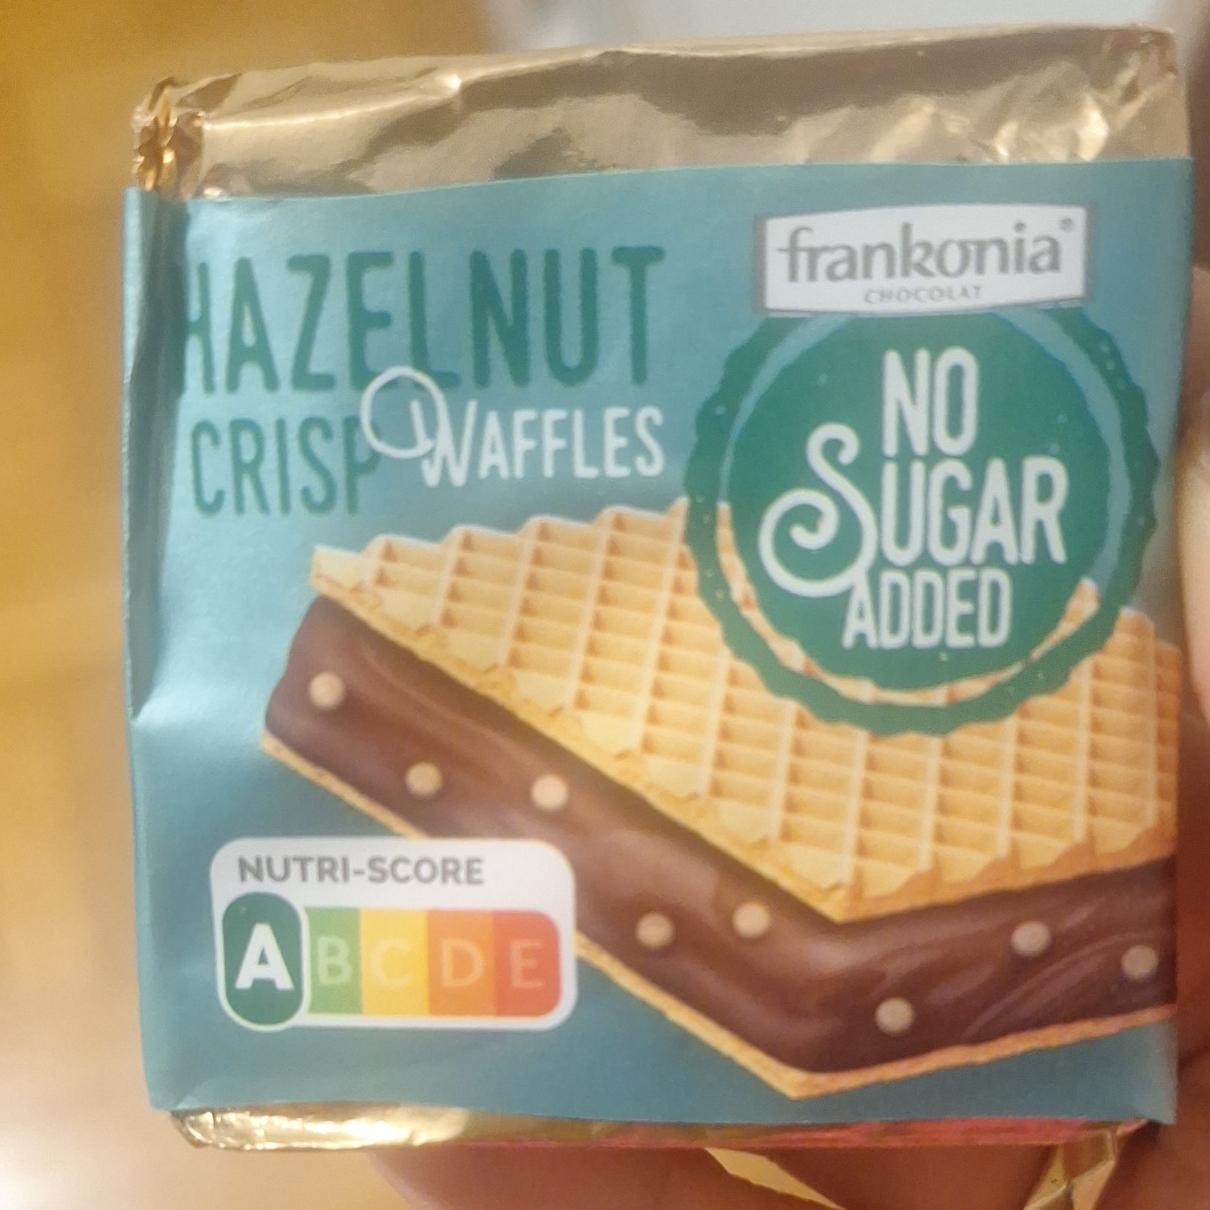 HAZELNUT
CRISP WAFFLES
frankonia®
CHOCOLAT
NO
SUGAR
ADDED
NUTRI-SCORE
A B C D E